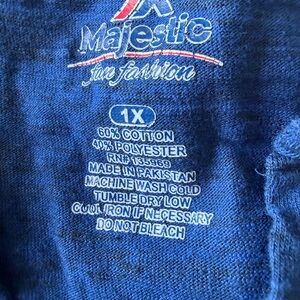 Majestic
fan fashion
1X
60% COTTON
40% POLYESTER
RN# 135969
MADE IN PAKISTAN
MACHINE WASH COLD
TUMBLE DRY LOW
COOL IRON IF NECESSARY
DO NOT BLEACH